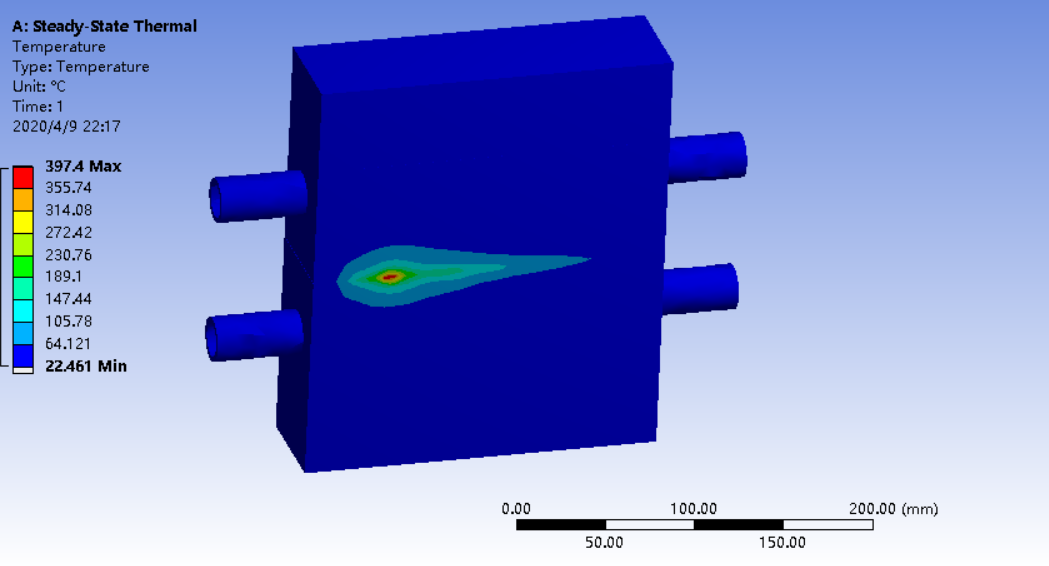 A: Steady-State Thermal
Temperature
Type: Temperature
Unit: °C
Time: 1
2020/4/9 22:17
397.4 Max
355.74
314.08
272.42
230.76
189.1
147.44
105.78
64.121
22.461 Min
0.00 100.00 200.00 (mm)
50.00 150.00